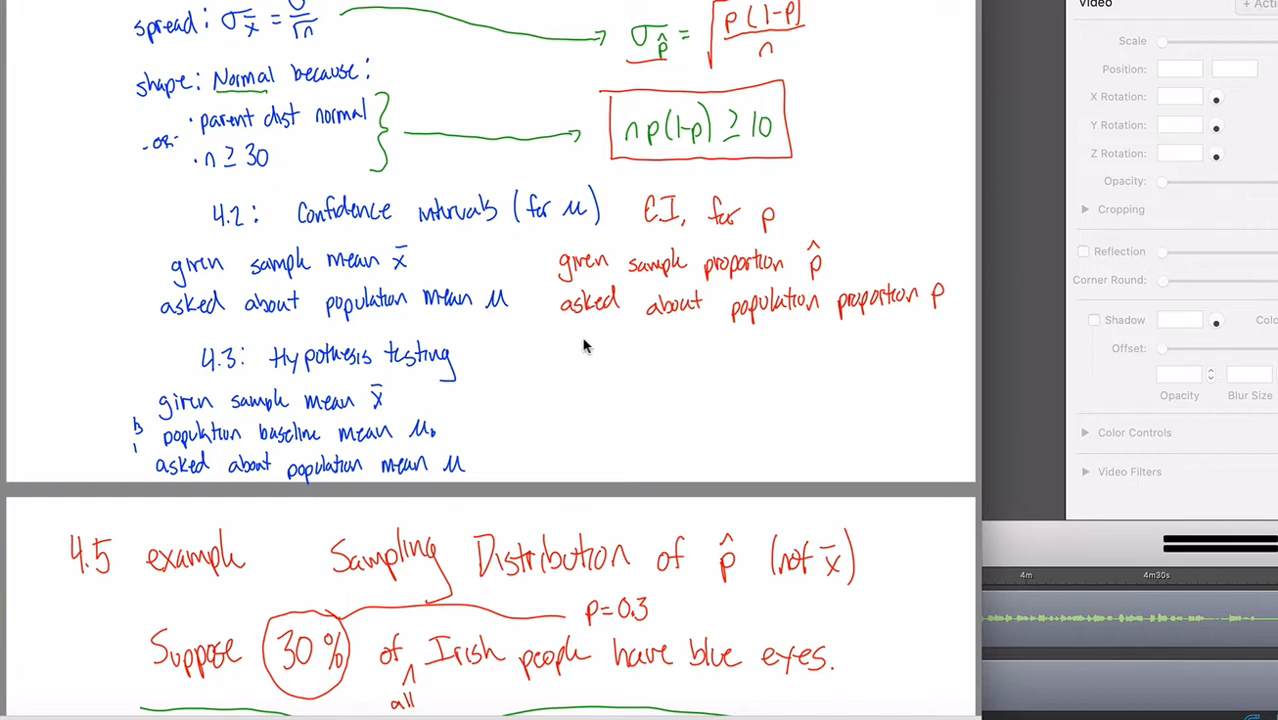 spread: σx̄ = σ/√n
σp̂ = √(p(1-p)/n)
shape: Normal because:
· parent dist normal
-or-
· n ≥ 30
np(1-p) ≥ 10
4.2: Confidence intervals (for μ)
CI, for p
given sample mean x̄
given sample proportion p̂
asked about population mean μ
asked about population proportion p
4.3: Hypothesis testing
given sample mean x̄
population baseline mean μ₀
asked about population mean μ
4.5 example Sampling Distribution of p̂ (not x̄)
p=0.3
Suppose 30% of Irish people have blue eyes.
all
Video
+ Actio
Scale
Position:
X Rotation:
Y Rotation:
Z Rotation:
Opacity:
Cropping
Reflection
Corner Round:
Shadow
Colo
Offset:
Opacity
Blur Size
Color Controls
Video Filters
4m
4m30s